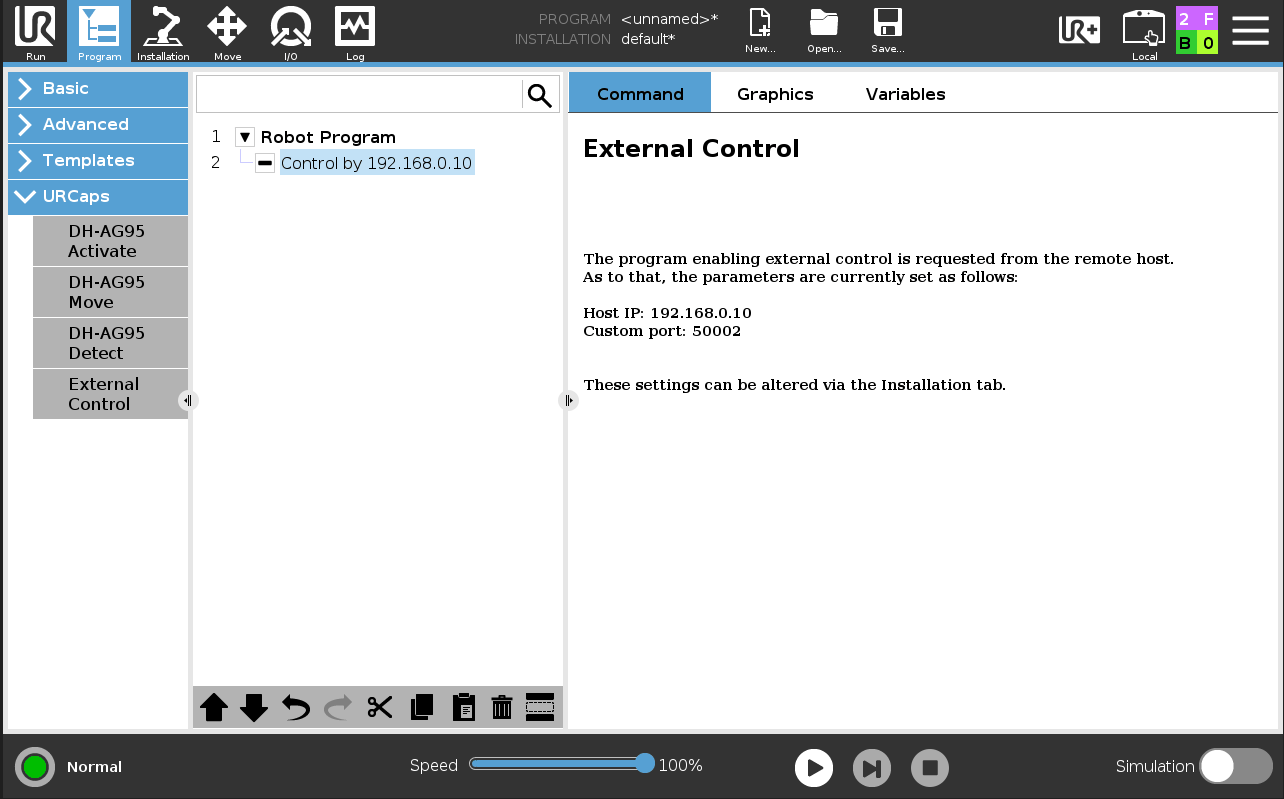 PROGRAM <unnamed>*
INSTALLATION default*
Run
Program
Installation
Move
I/O
Log
New...
Open...
Save...
UR+
Local
2 F
B 0
Basic
Advanced
Templates
URCaps
DH-AG95
Activate
DH-AG95
Move
DH-AG95
Detect
External
Control
1 Robot Program
2 Control by 192.168.0.10
Command Graphics Variables
External Control
The program enabling external control is requested from the remote host.
As to that, the parameters are currently set as follows:
Host IP: 192.168.0.10
Custom port: 50002
These settings can be altered via the Installation tab.
Normal
Speed 100%
Simulation